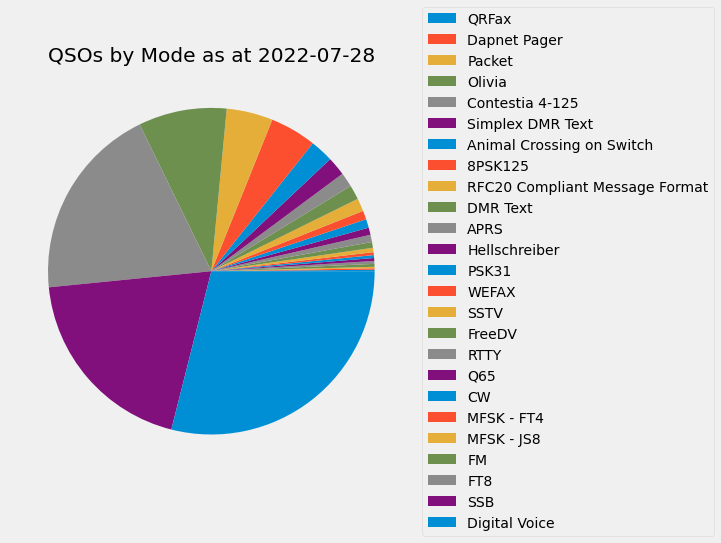 QSOs by Mode as at 2022-07-28
QRFax
Dapnet Pager
Packet
Olivia
Contestia 4-125
Simplex DMR Text
Animal Crossing on Switch
8PSK125
RFC20 Compliant Message Format
DMR Text
APRS
Hellschreiber
PSK31
WEFAX
SSTV
FreeDV
RTTY
Q65
CW
MFSK - FT4
MFSK - JS8
FM
FT8
SSB
Digital Voice